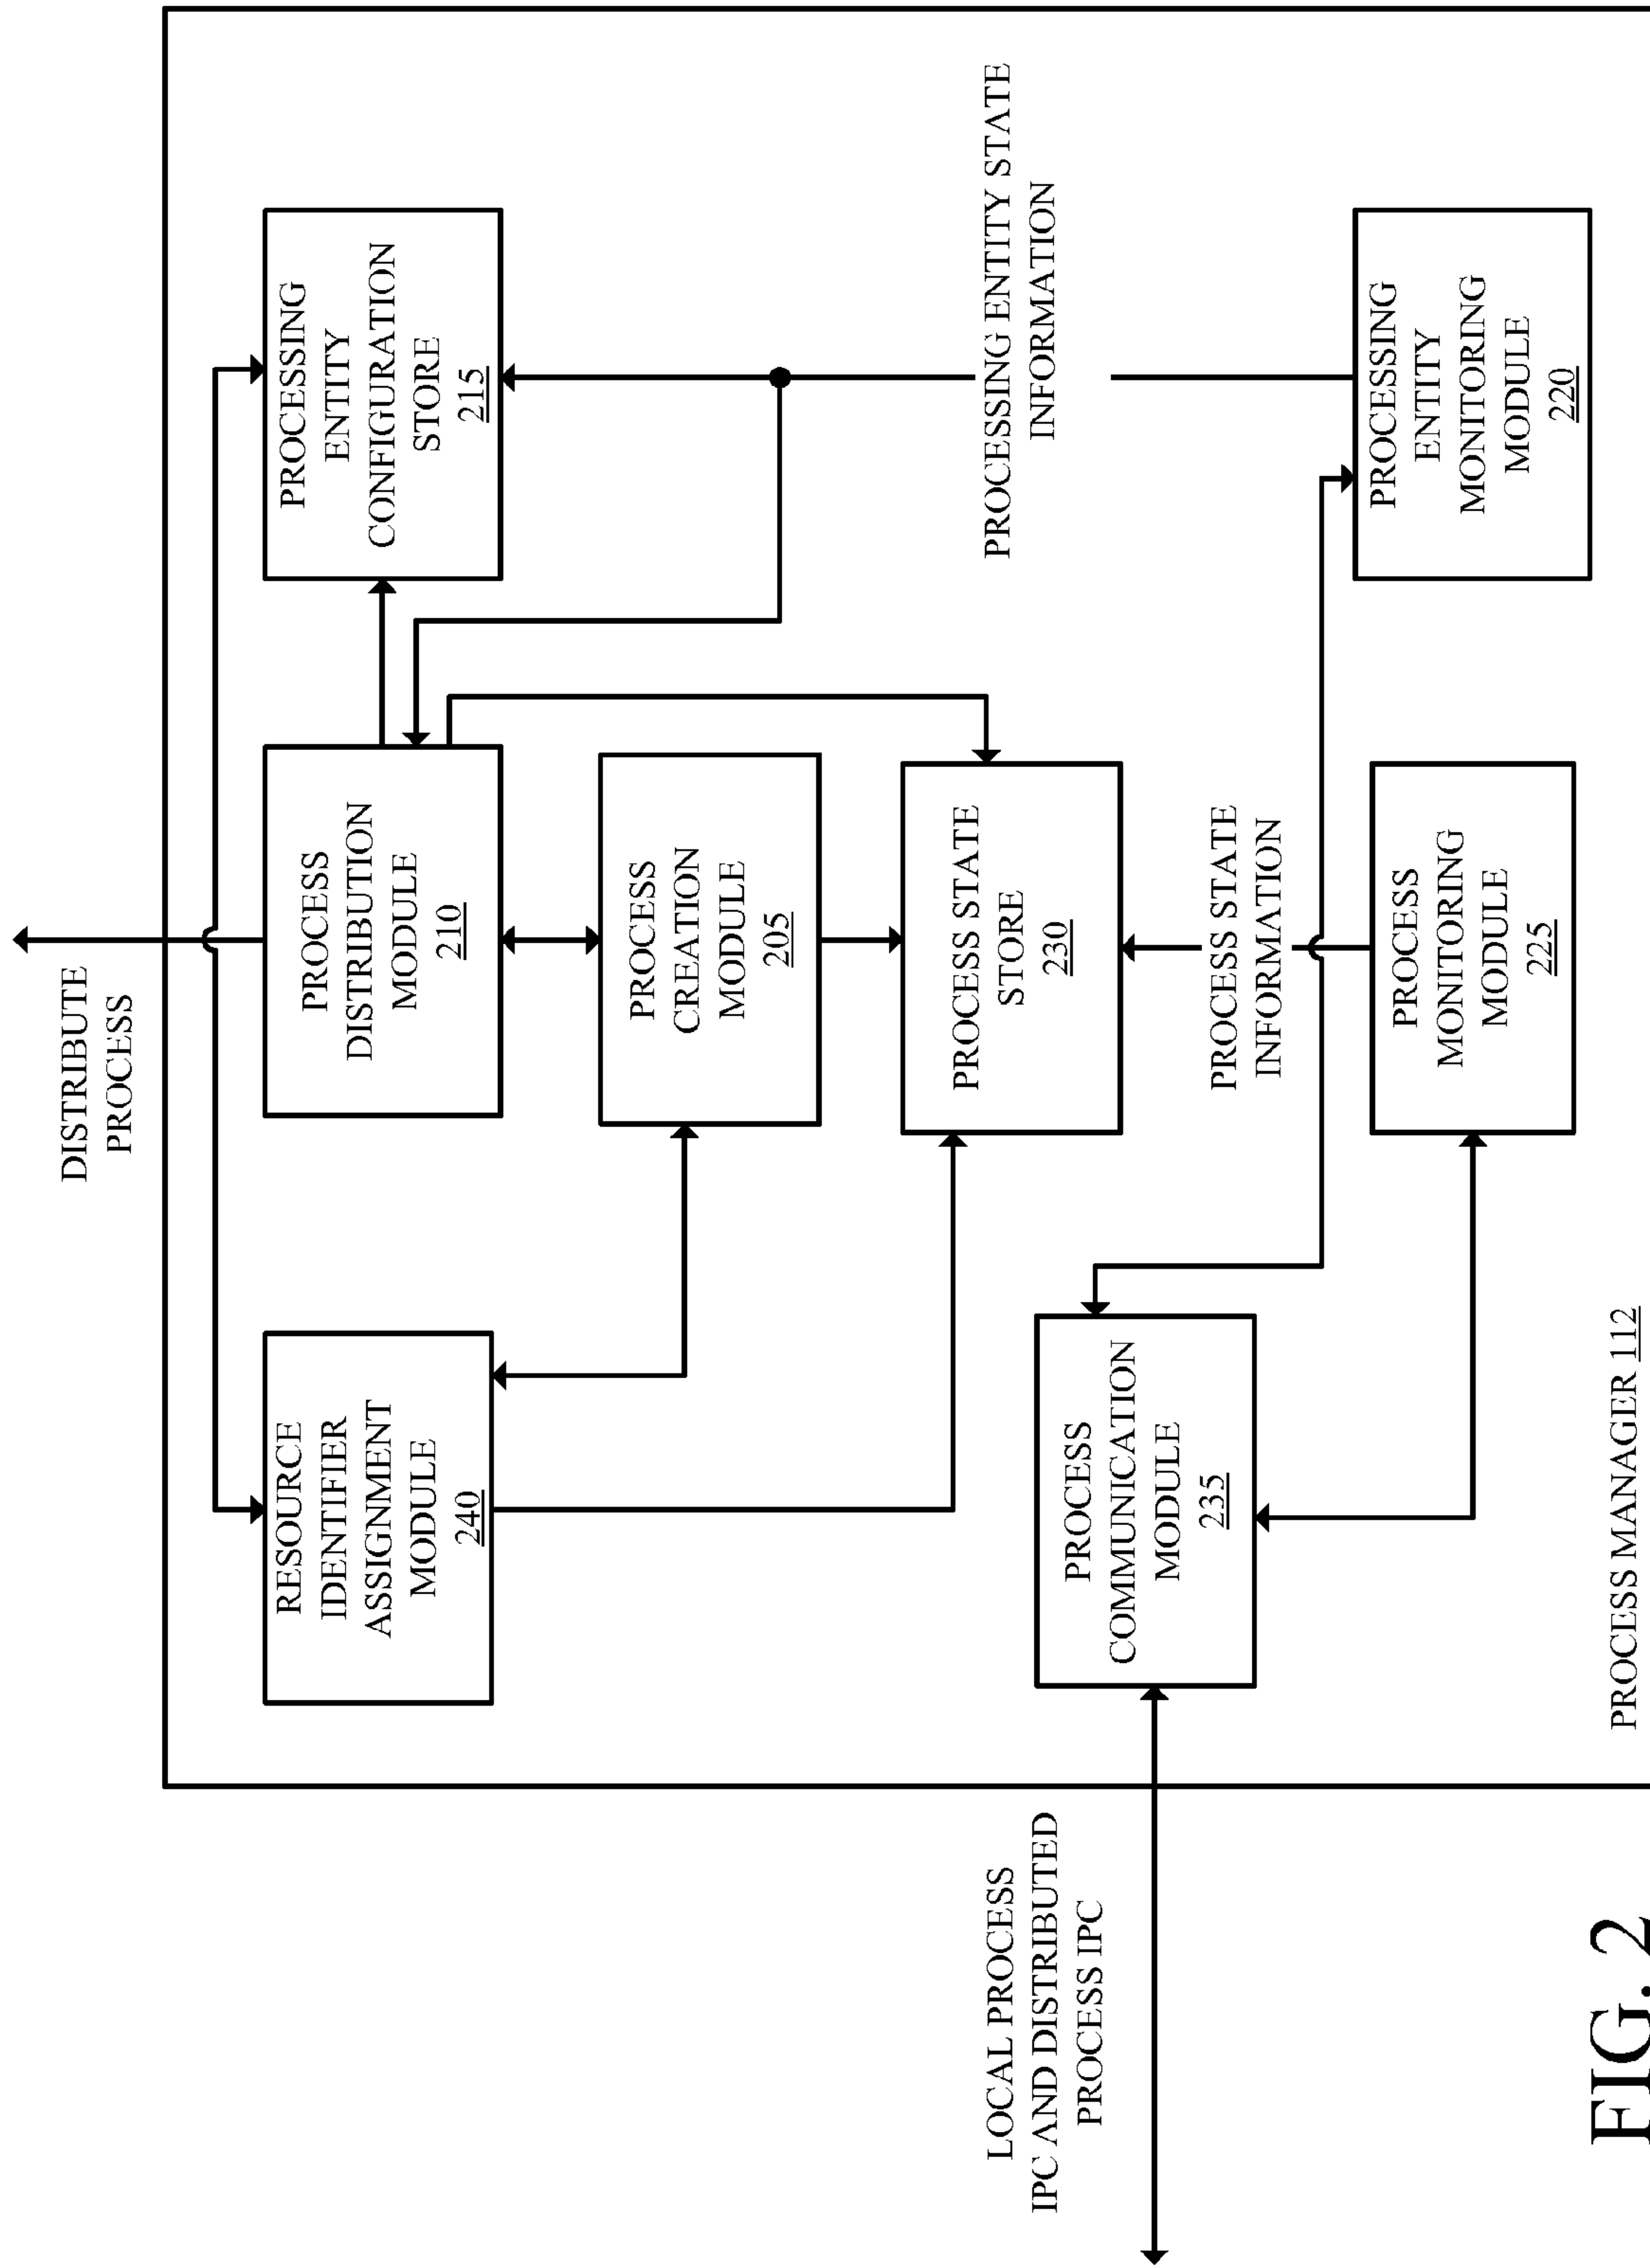 DISTRIBUTE
PROCESS
RESOURCE
IDENTIFIER
ASSIGNMENT
MODULE
240
PROCESS
DISTRIBUTION
MODULE
210
PROCESSING
ENTITY
CONFIGURATION
STORE
215
PROCESS
CREATION
MODULE
205
PROCESS STATE
STORE
230
PROCESSING ENTITY STATE
INFORMATION
LOCAL PROCESS
IPC AND DISTRIBUTED
PROCESS IPC
PROCESS
COMMUNICATION
MODULE
235
PROCESS STATE
INFORMATION
PROCESS
MONITORING
MODULE
225
PROCESSING
ENTITY
MONITORING
MODULE
220
PROCESS MANAGER 112
FIG. 2